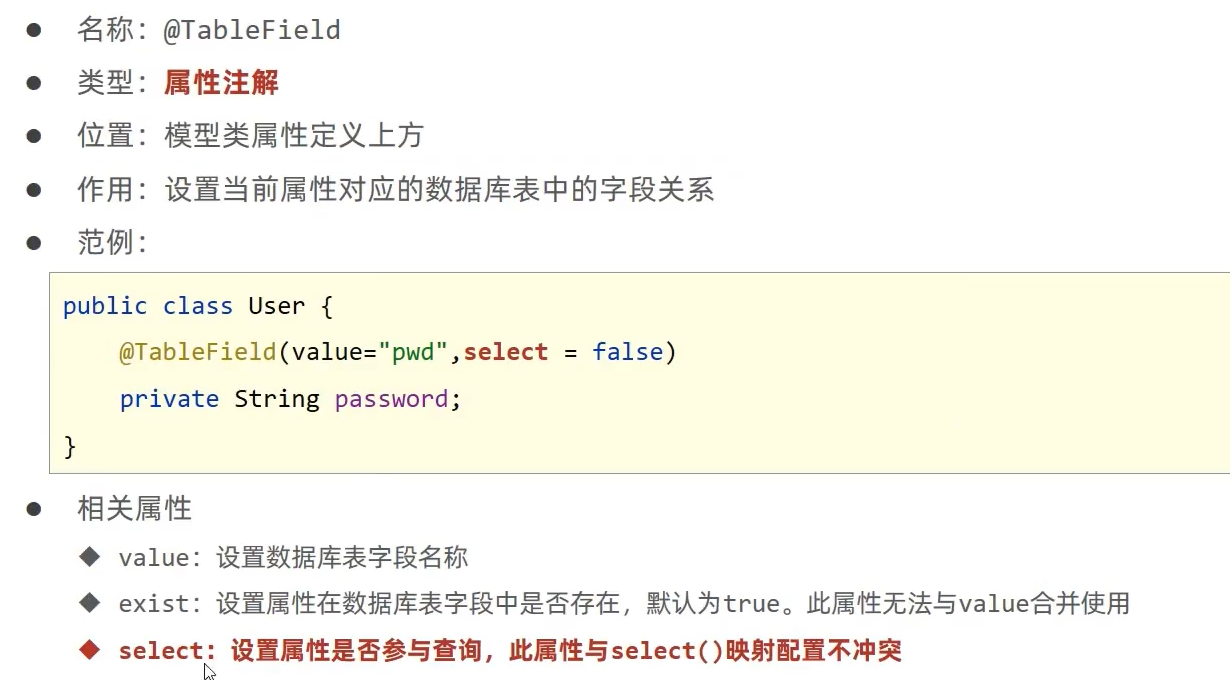 ● 名称：@TableField
● 类型：属性注解
● 位置：模型类属性定义上方
● 作用：设置当前属性对应的数据库表中的字段关系
● 范例：
public class User {
@TableField(value="pwd",select = false)
private String password;
}
● 相关属性
◆ value：设置数据库表字段名称
◆ exist：设置属性在数据库表字段中是否存在，默认为true。此属性无法与value合并使用
◆ select：设置属性是否参与查询，此属性与select()映射配置不冲突